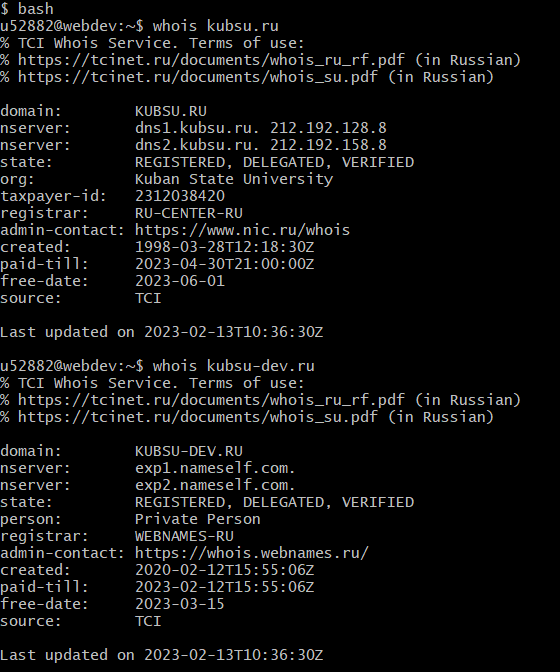 $ bash
u52882@webdev:~$ whois kubsu.ru
% TCI Whois Service. Terms of use:
% https://tcinet.ru/documents/whois_ru_rf.pdf (in Russian)
% https://tcinet.ru/documents/whois_su.pdf (in Russian)
domain:        KUBSU.RU
nserver:       dns1.kubsu.ru. 212.192.128.8
nserver:       dns2.kubsu.ru. 212.192.158.8
state:         REGISTERED, DELEGATED, VERIFIED
org:           Kuban State University
taxpayer-id:   2312038420
registrar:     RU-CENTER-RU
admin-contact: https://www.nic.ru/whois
created:       1998-03-28T12:18:30Z
paid-till:     2023-04-30T21:00:00Z
free-date:     2023-06-01
source:        TCI
Last updated on 2023-02-13T10:36:30Z
u52882@webdev:~$ whois kubsu-dev.ru
% TCI Whois Service. Terms of use:
% https://tcinet.ru/documents/whois_ru_rf.pdf (in Russian)
% https://tcinet.ru/documents/whois_su.pdf (in Russian)
domain:        KUBSU-DEV.RU
nserver:       exp1.nameself.com.
nserver:       exp2.nameself.com.
state:         REGISTERED, DELEGATED, VERIFIED
person:        Private Person
registrar:     WEBNAMES-RU
admin-contact: https://whois.webnames.ru/
created:       2020-02-12T15:55:06Z
paid-till:     2023-02-12T15:55:06Z
free-date:     2023-03-15
source:        TCI
Last updated on 2023-02-13T10:36:30Z